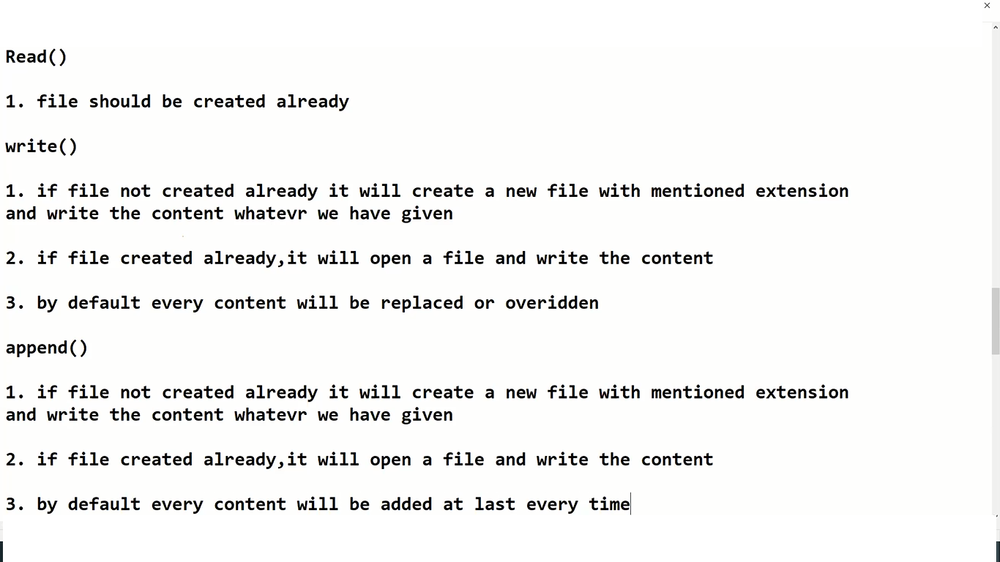 Read()
1. file should be created already
write()
1. if file not created already it will create a new file with mentioned extension
and write the content whatevr we have given
2. if file created already,it will open a file and write the content
3. by default every content will be replaced or overidden
append()
1. if file not created already it will create a new file with mentioned extension
and write the content whatevr we have given
2. if file created already,it will open a file and write the content
3. by default every content will be added at last every time